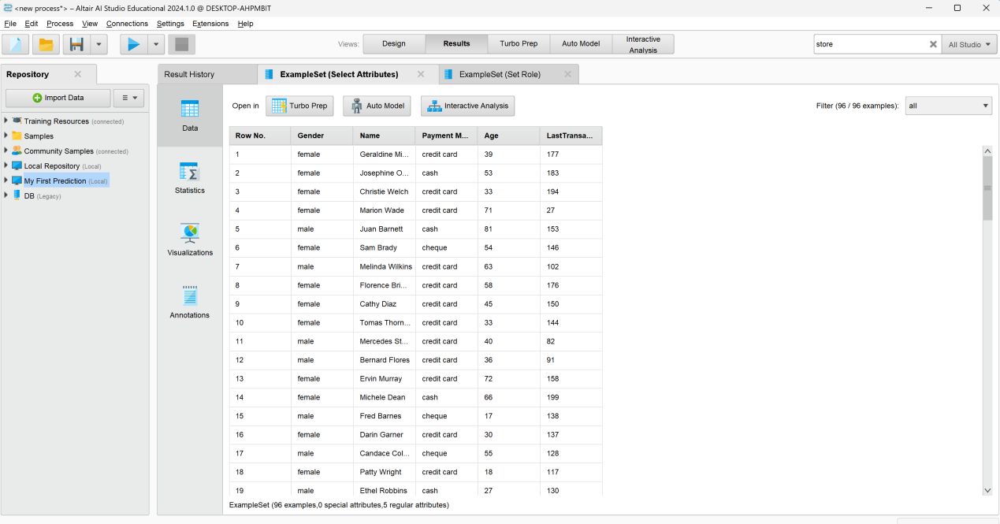 <new process*> – Altair AI Studio Educational 2024.1.0 @ DESKTOP-AHPMBIT
File Edit Process View Connections Settings Extensions Help
Views: Design Results Turbo Prep Auto Model Interactive Analysis
store All Studio
Repository
Import Data
Training Resources (connected)
Samples
Community Samples (connected)
Local Repository (Local)
My First Prediction (Local)
DB (Legacy)
Result History ExampleSet (Select Attributes) ExampleSet (Set Role)
Data
Statistics
Visualizations
Annotations
Open in Turbo Prep Auto Model Interactive Analysis Filter (96 / 96 examples): all
Row No. Gender Name Payment M... Age LastTransa...
1 female Geraldine Mi... credit card 39 177
2 female Josephine O... cash 53 183
3 female Christie Welch credit card 33 194
4 female Marion Wade credit card 71 27
5 male Juan Barnett cash 81 153
6 female Sam Brady cheque 54 146
7 male Melinda Wilkins credit card 63 102
8 female Florence Bri... credit card 58 176
9 female Cathy Diaz credit card 45 150
10 female Tomas Thorn... credit card 33 144
11 male Mercedes St... credit card 40 82
12 male Bernard Flores credit card 36 91
13 female Ervin Murray credit card 72 158
14 female Michele Dean cash 66 199
15 male Fred Barnes cheque 17 138
16 female Darin Garner credit card 30 137
17 male Candace Col... cheque 55 128
18 female Patty Wright credit card 18 117
19 male Ethel Robbins cash 27 130
ExampleSet (96 examples,0 special attributes,5 regular attributes)